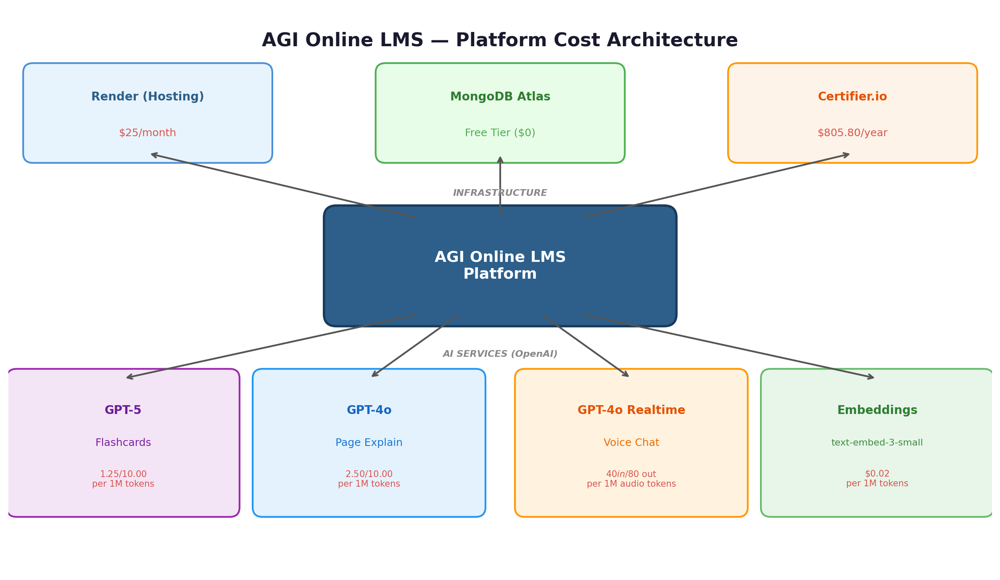 AGI Online LMS — Platform Cost Architecture
Render (Hosting)
$25/month
MongoDB Atlas
Free Tier ($0)
Certifier.io
$805.80/year
INFRASTRUCTURE
AGI Online LMS
Platform
AI SERVICES (OpenAI)
GPT-5
Flashcards
1.25/10.00
per 1M tokens
GPT-4o
Page Explain
2.50/10.00
per 1M tokens
GPT-4o Realtime
Voice Chat
40in/80 out
per 1M audio tokens
Embeddings
text-embed-3-small
$0.02
per 1M tokens